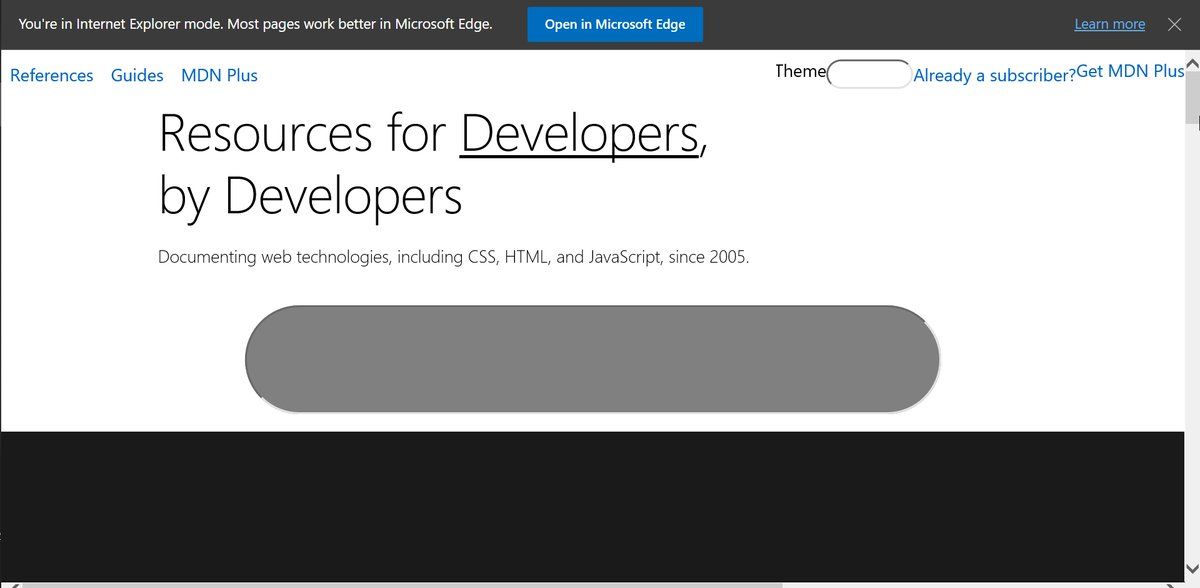 You're in Internet Explorer mode. Most pages work better in Microsoft Edge. Open in Microsoft Edge Learn more
References Guides MDN Plus Theme Already a subscriber? Get MDN Plus
Resources for Developers,
by Developers
Documenting web technologies, including CSS, HTML, and JavaScript, since 2005.